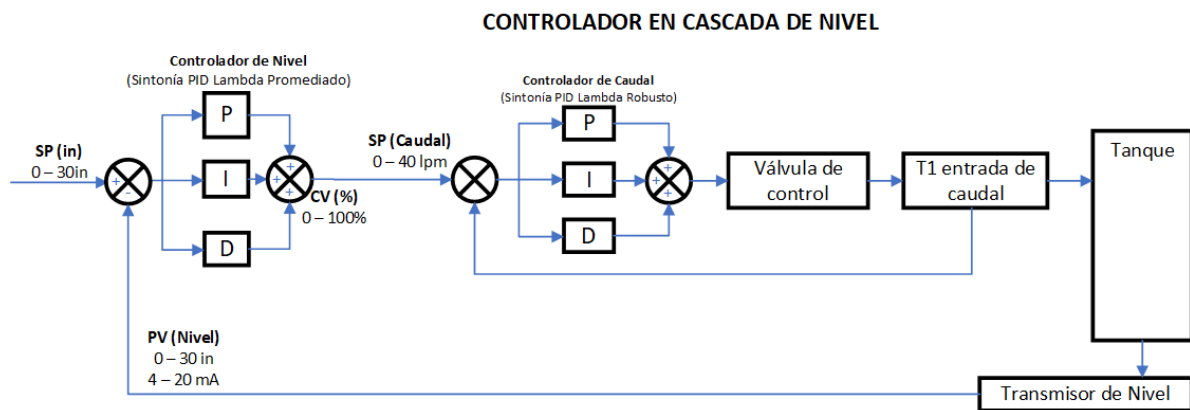 CONTROLADOR EN CASCADA DE NIVEL
Controlador de Nivel
(Sintonía PID Lambda Promediado)
Controlador de Caudal
(Sintonía PID Lambda Robusto)
SP (in)
0 – 30in
+
-
P
I
D
+
+
+
CV (%)
0 – 100%
SP (Caudal)
0 – 40 lpm
P
I
D
+
+
+
Válvula de
control
T1 entrada de
caudal
Tanque
PV (Nivel)
0 – 30 in
4 – 20 mA
Transmisor de Nivel